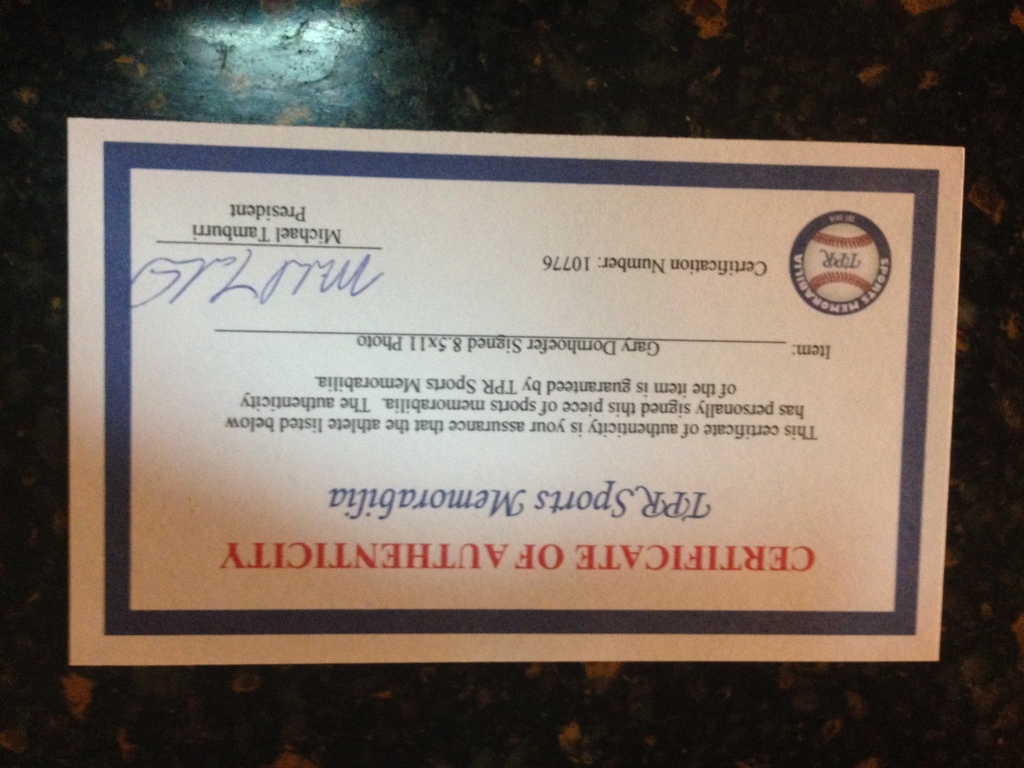 CERTIFICATE OF AUTHENTICITY
TPR Sports Memorabilia
This certificate of authenticity is your assurance that the athlete listed below
has personally signed this piece of sports memorabilia. The authenticity
of the item is guaranteed by TPR Sports Memorabilia.
Item: Gary Dornhoefer Signed 8.5x11 Photo
TPR
SPORTS MEMORABILIA
Certification Number: 10776
Michael Tamburri
President